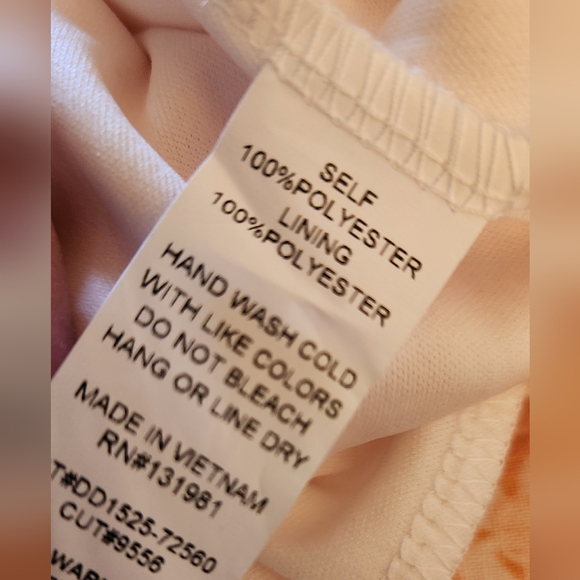 SELF
100%POLYESTER
LINING
100%POLYESTER
HAND WASH COLD
WITH LIKE COLORS
DO NOT BLEACH
HANG OR LINE DRY
MADE IN VIETNAM
RN#131981
T#DD1525-72560
CUT#9556